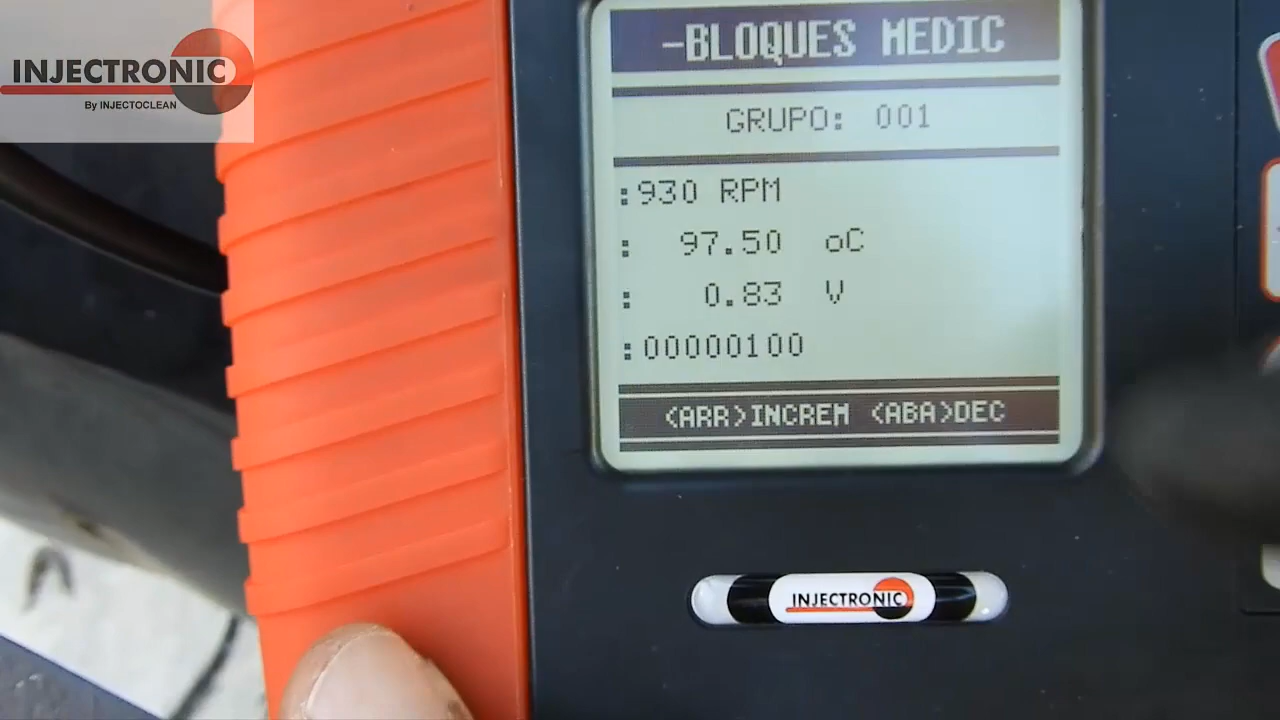 INJECTRONIC
By INJECTOCLEAN
-BLOQUES MEDIC
GRUPO: 001
:930 RPM
: 97.50 oC
: 0.83 V
:00000100
<ARR>INCREM <ABA>DEC
INJECTRONIC